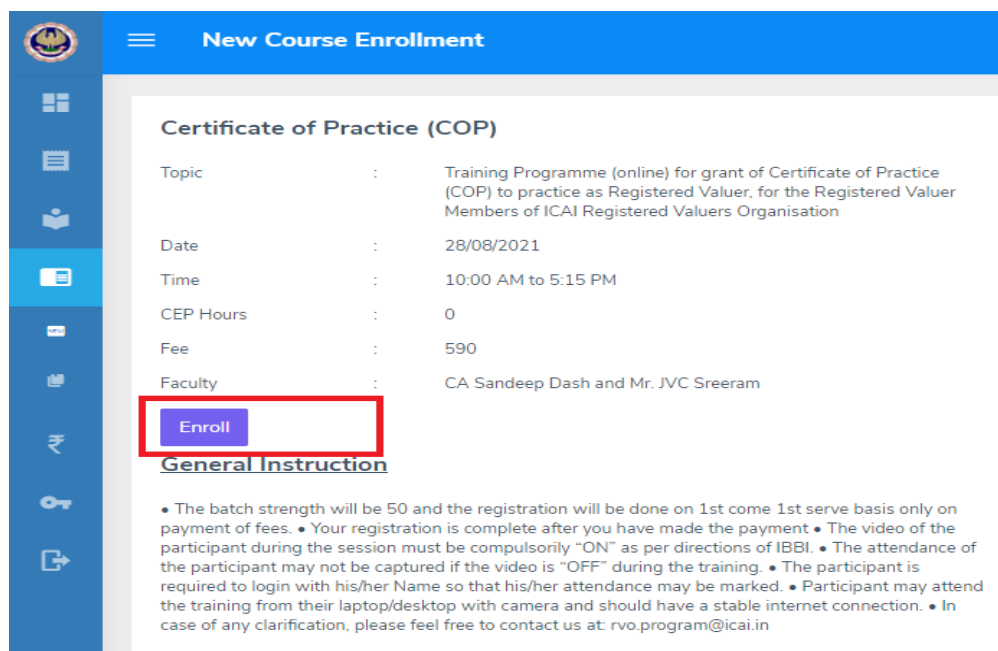 New Course Enrollment
Certificate of Practice (COP)
Topic : Training Programme (online) for grant of Certificate of Practice
(COP) to practice as Registered Valuer, for the Registered Valuer
Members of ICAI Registered Valuers Organisation
Date : 28/08/2021
Time : 10:00 AM to 5:15 PM
CEP Hours : 0
Fee : 590
Faculty : CA Sandeep Dash and Mr. JVC Sreeram
Enroll
General Instruction
• The batch strength will be 50 and the registration will be done on 1st come 1st serve basis only on
payment of fees. • Your registration is complete after you have made the payment • The video of the
participant during the session must be compulsorily “ON” as per directions of IBBI. • The attendance of
the participant may not be captured if the video is “OFF” during the training. • The participant is
required to login with his/her Name so that his/her attendance may be marked. • Participant may attend
the training from their laptop/desktop with camera and should have a stable internet connection. • In
case of any clarification, please feel free to contact us at: rvo.program@icai.in